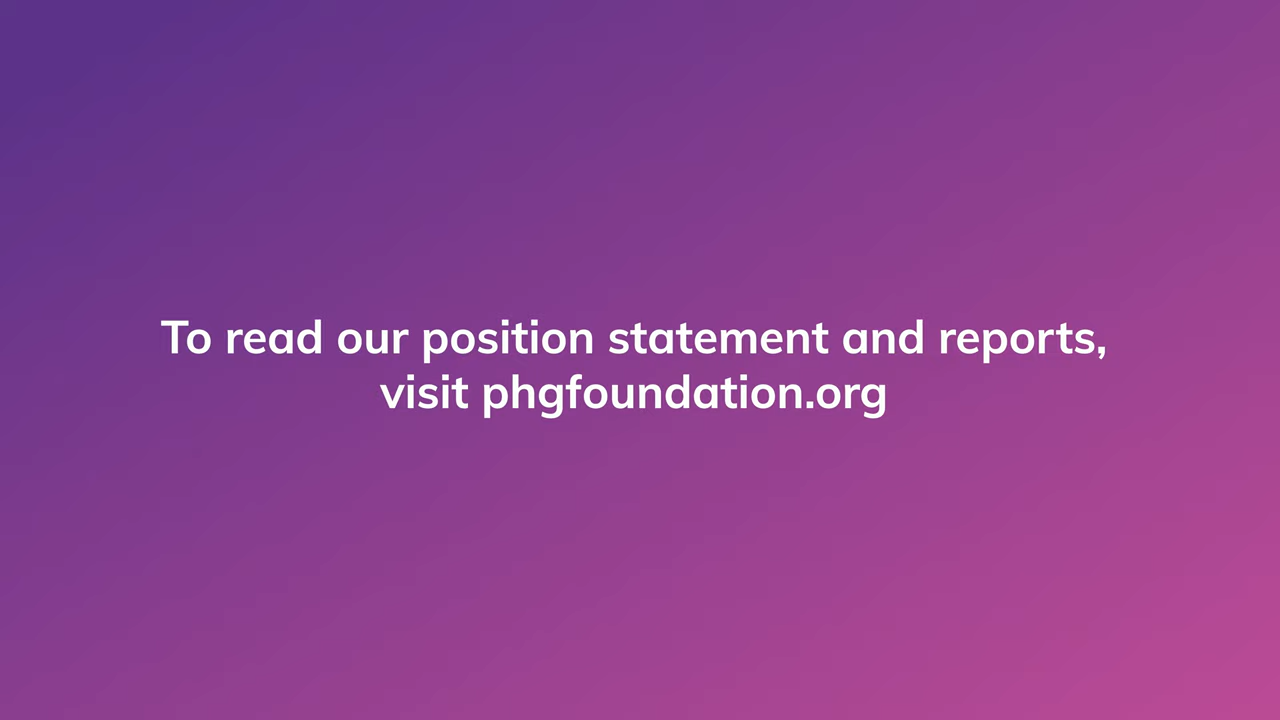 To read our position statement and reports,
visit phgfoundation.org